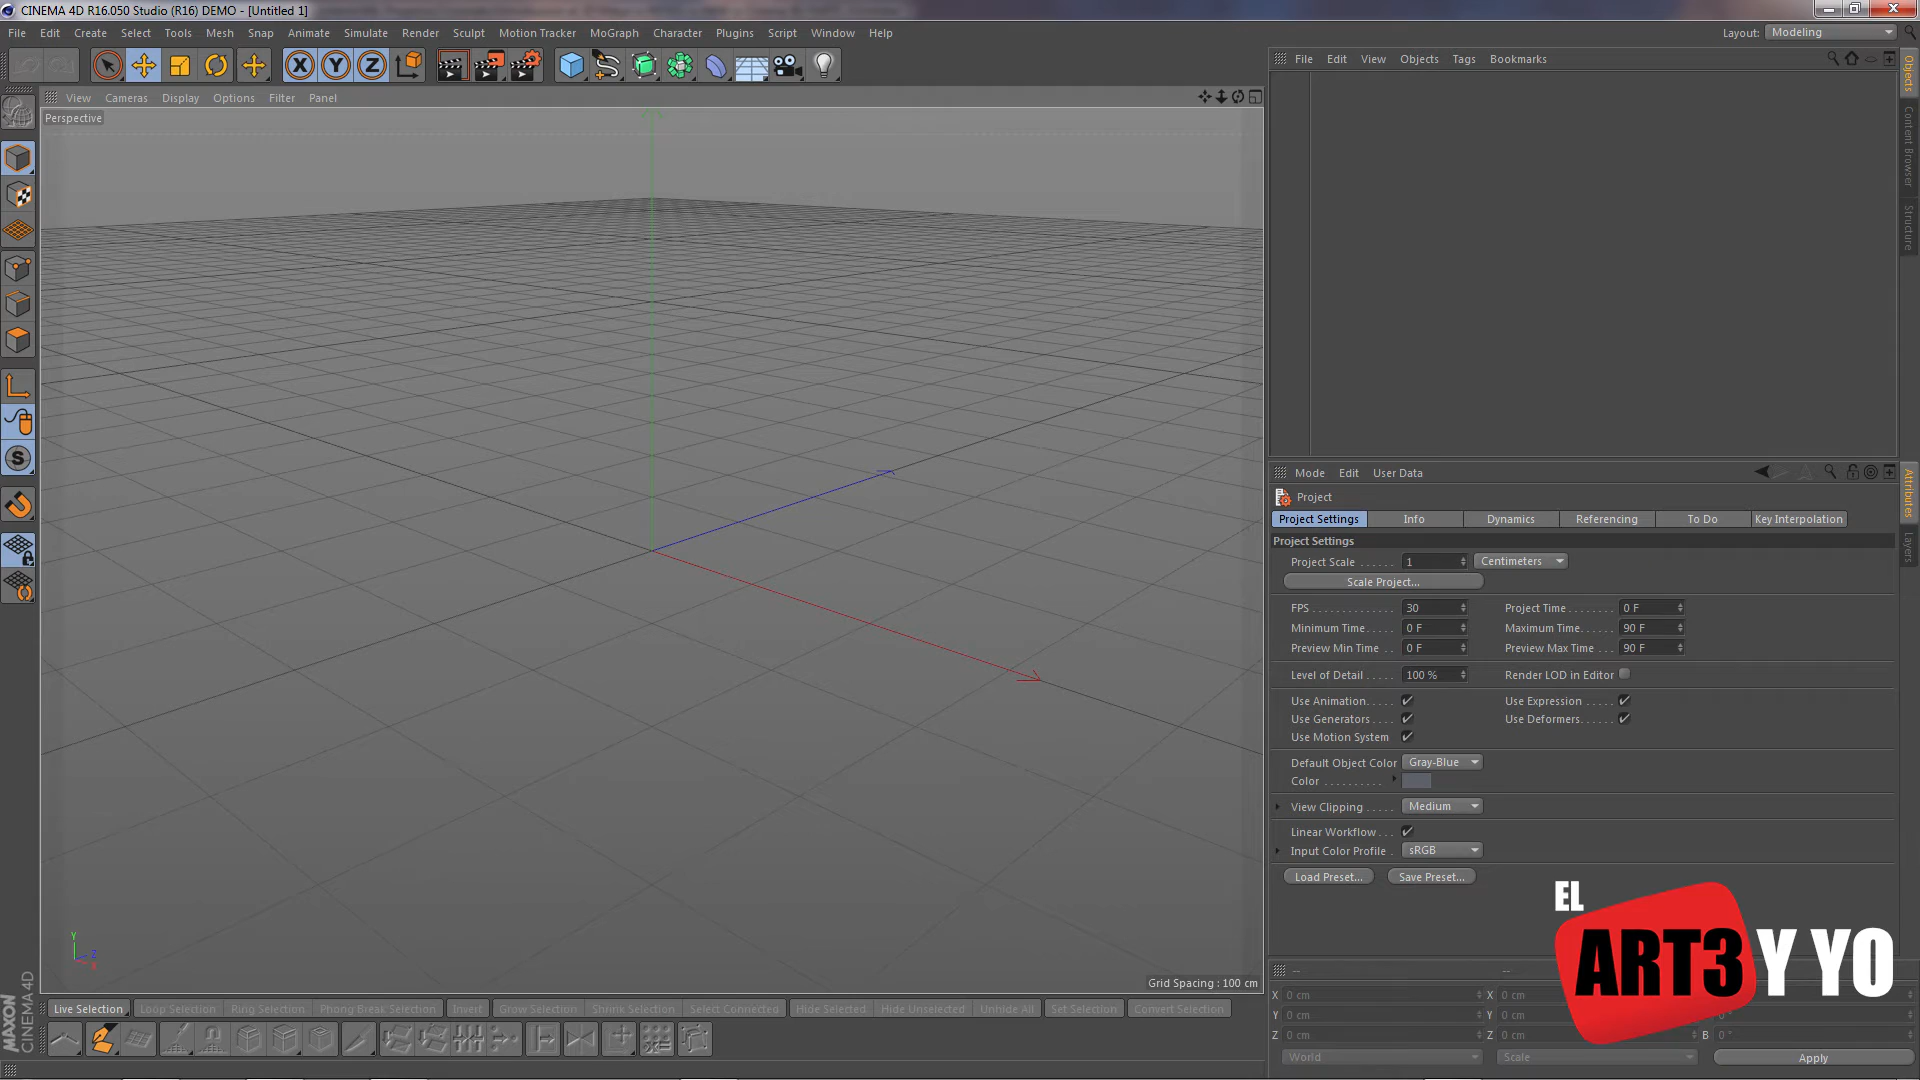 CINEMA 4D R16.050 Studio (R16) DEMO - [Untitled 1]
File Edit Create Select Tools Mesh Snap Animate Simulate Render Sculpt Motion Tracker MoGraph Character Plugins Script Window Help
Layout: Modeling
X Y Z
File Edit View Objects Tags Bookmarks
View Cameras Display Options Filter Panel
Perspective
Objects
Content Browser
Structure
S
Mode Edit User Data
Project
Attributes
Layers
Project Settings Info Dynamics Referencing To Do Key Interpolation
Project Settings
Project Scale ...... 1 Centimeters
Scale Project...
FPS ............. 30 Project Time ........ 0 F
Minimum Time..... 0 F Maximum Time..... 90 F
Preview Min Time .. 0 F Preview Max Time .. 90 F
Level of Detail ..... 100 % Render LOD in Editor
Use Animation..... Use Expression .....
Use Generators .... Use Deformers......
Use Motion System
Default Object Color Gray-Blue
Color ..........
View Clipping ..... Medium
Linear Workflow ...
Input Color Profile . sRGB
Load Preset... Save Preset...
EL
ART3 Y YO
Y
Z
X
Grid Spacing : 100 cm
MAXON
CINEMA 4D
Live Selection Loop Selection Ring Selection Phong Break Selection Invert Grow Selection Shrink Selection Select Connected Hide Selected Hide Unselected Unhide All Set Selection Convert Selection
-- --
X 0 cm X 0 cm
Y 0 cm Y 0 cm 0 °
Z 0 cm Z 0 cm B 0 °
World Scale Apply